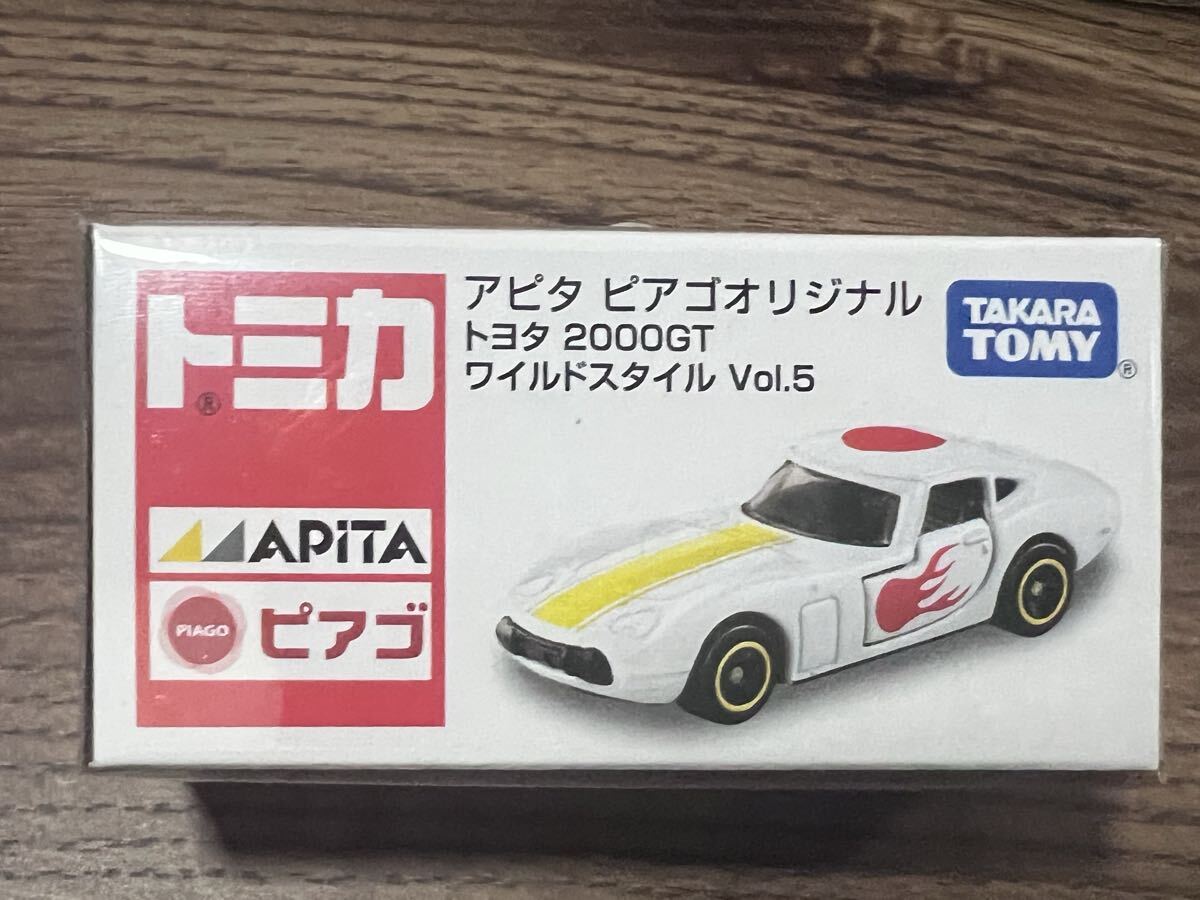 トミカ
®
APiTA
PIAGO
ピアゴ
アピタ ピアゴオリジナル
トヨタ 2000GT
ワイルドスタイル Vol.5
TAKARA
TOMY
®